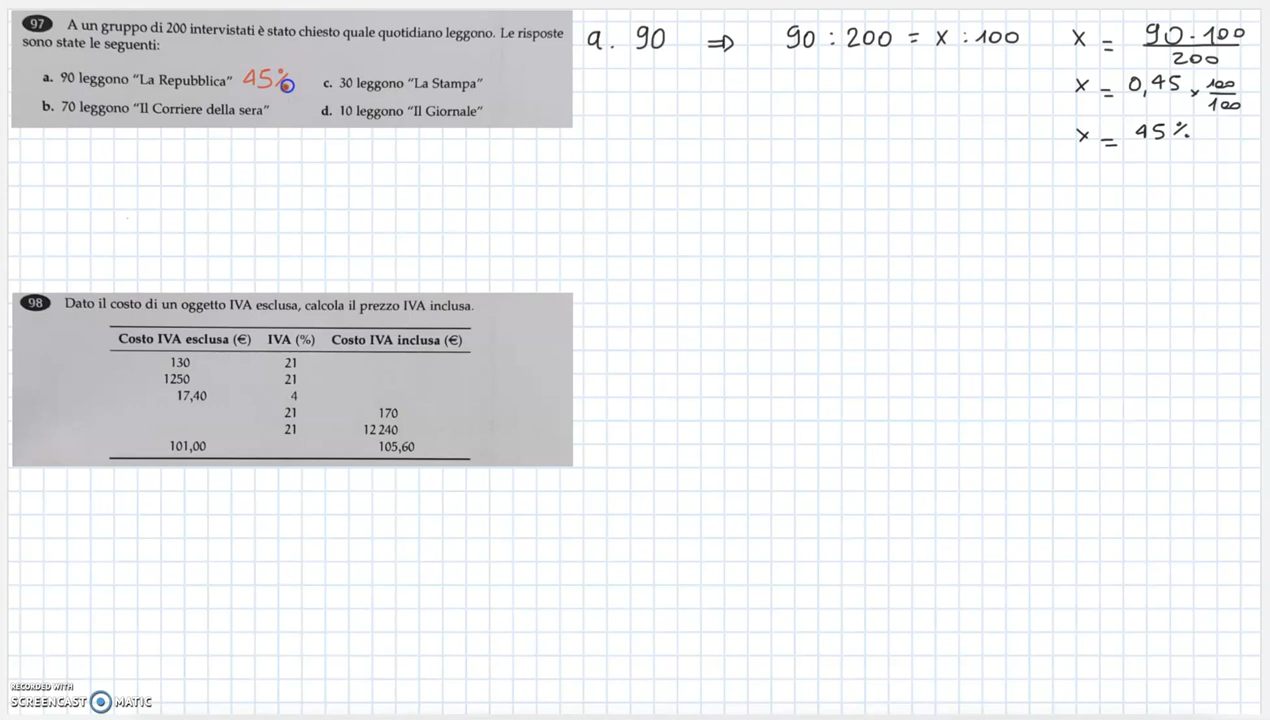 97 A un gruppo di 200 intervistati è stato chiesto quale quotidiano leggono. Le risposte
sono state le seguenti:
a. 90 leggono "La Repubblica" 45%
c. 30 leggono "La Stampa"
b. 70 leggono "Il Corriere della sera"
d. 10 leggono "Il Giornale"
a. 90 ⇒ 90 : 200 = x : 100
x = 90 · 100 / 200
x = 0,45 × 100/100
x = 45%
98 Dato il costo di un oggetto IVA esclusa, calcola il prezzo IVA inclusa.
Costo IVA esclusa (€) IVA (%) Costo IVA inclusa (€)
130 21
1250 21
17,40 4
21 170
21 12 240
101,00 105,60
RECORDED WITH
SCREENCAST MATIC